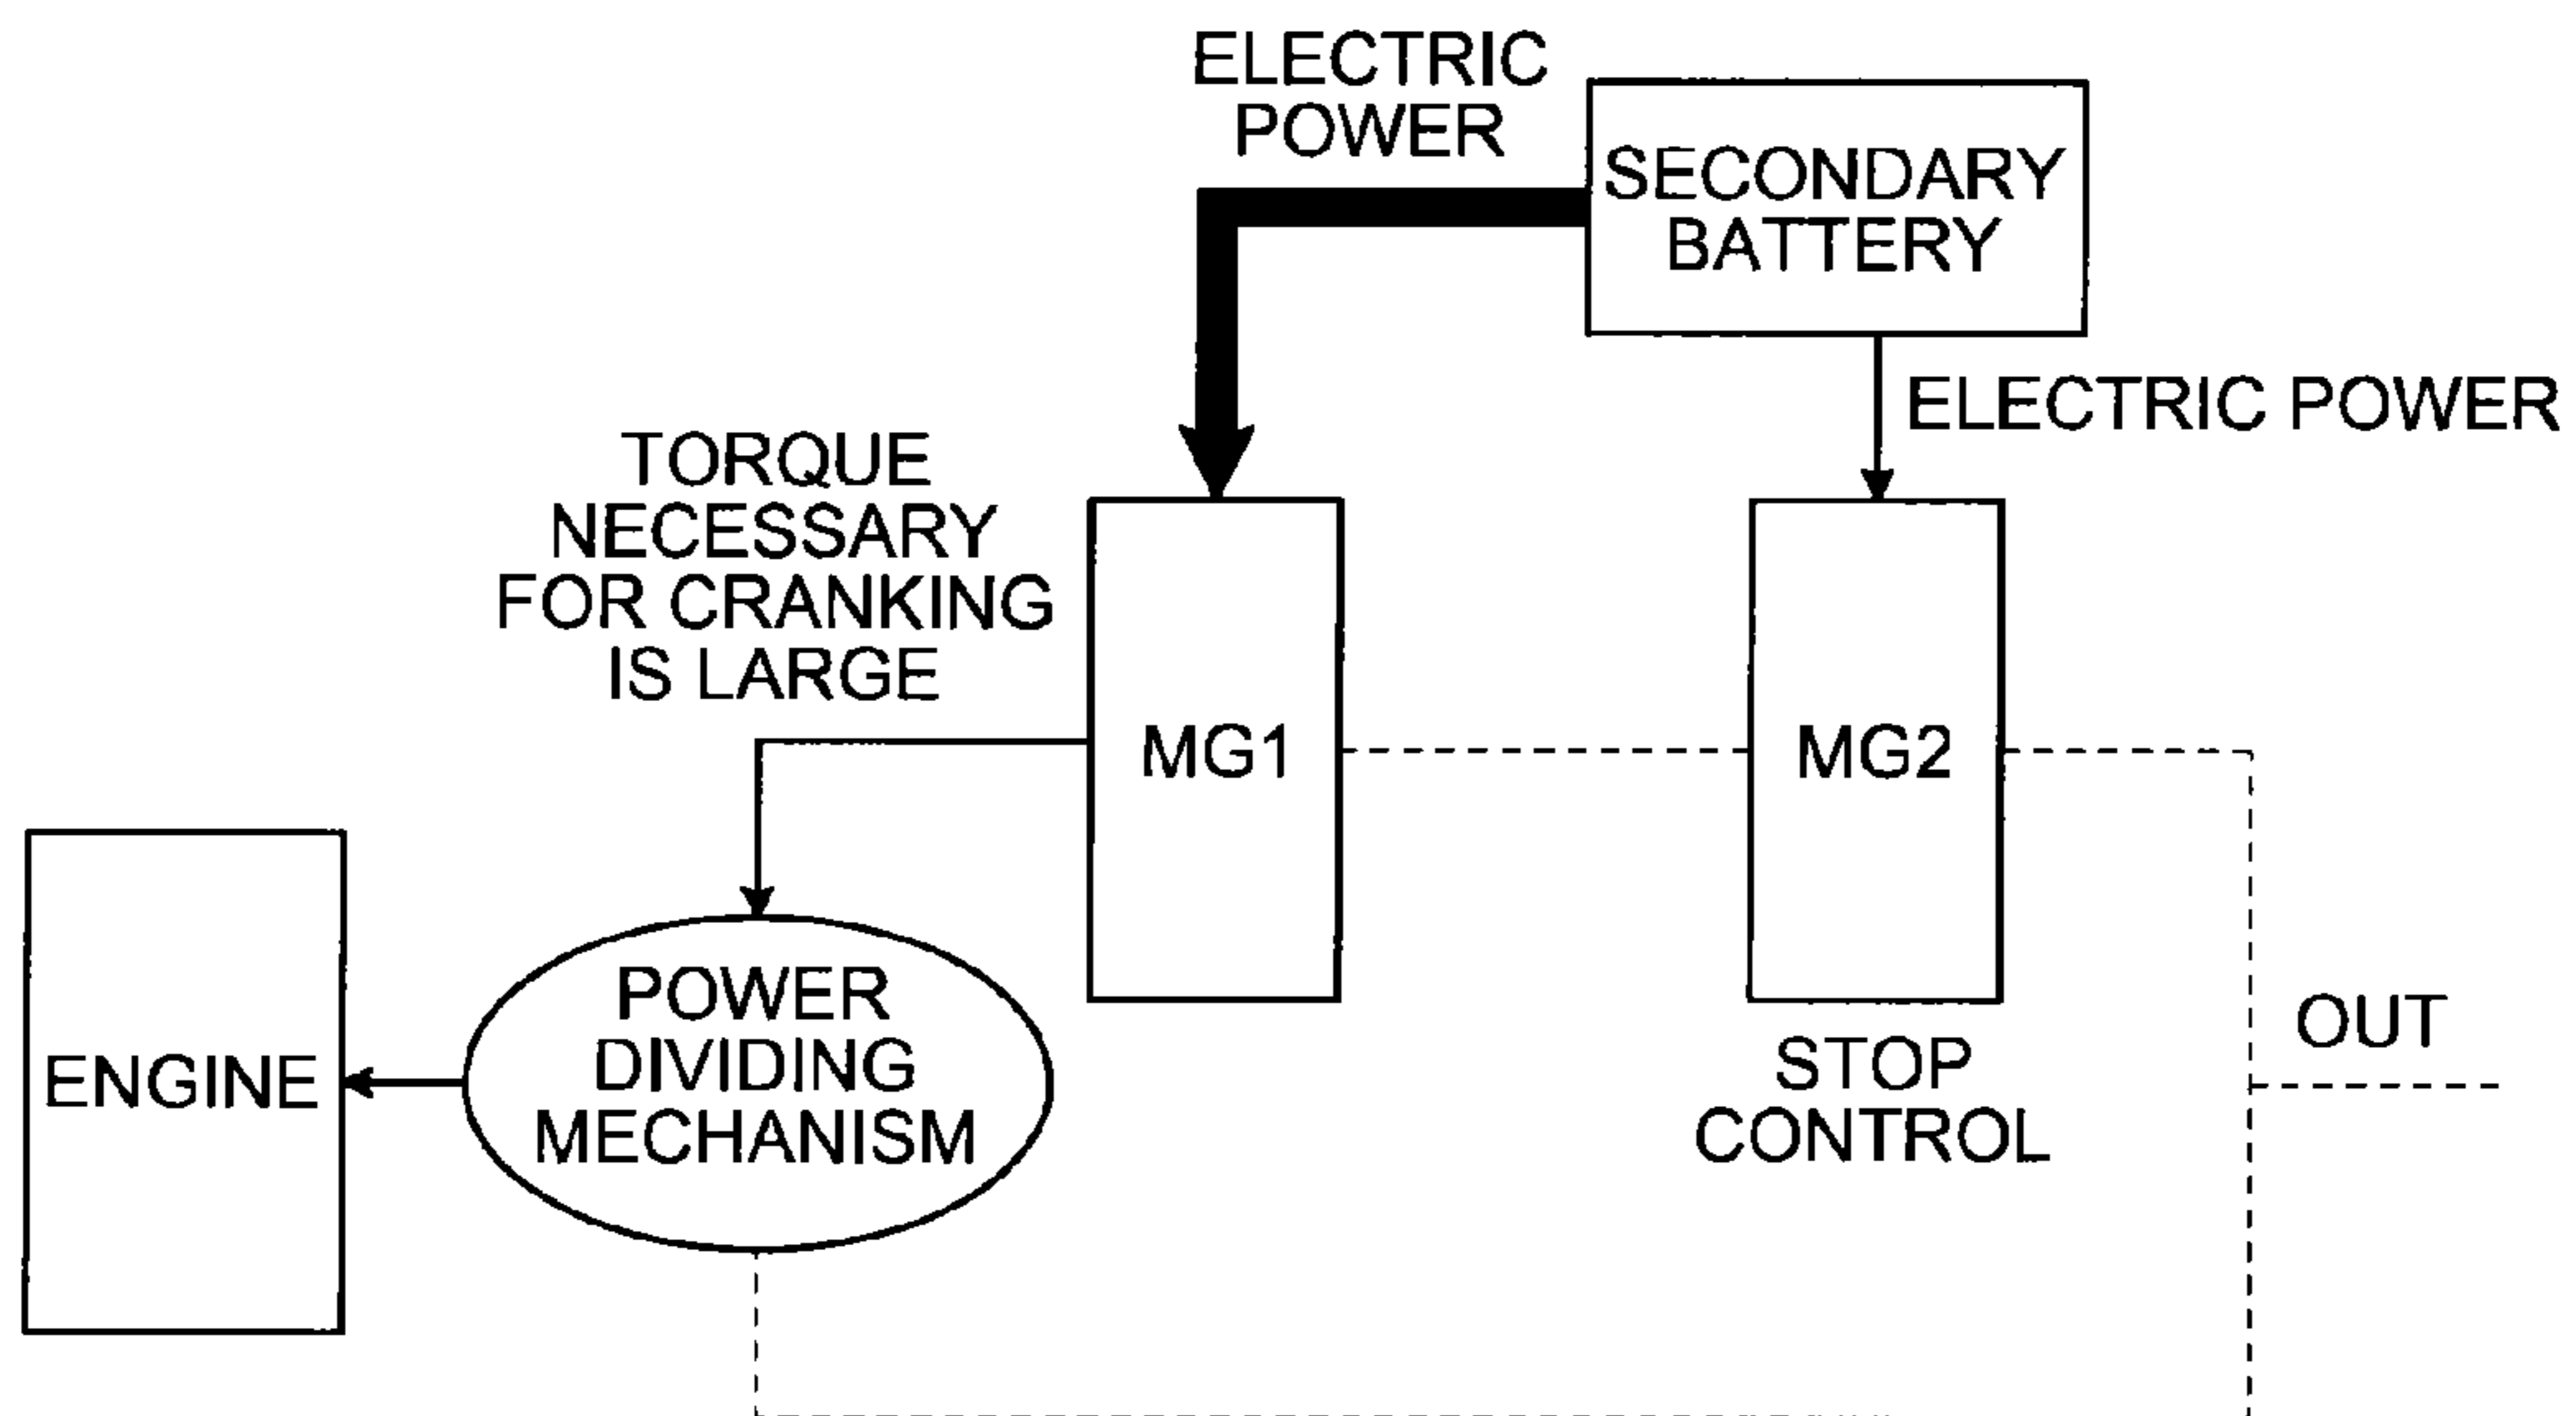 ELECTRIC
POWER
SECONDARY
BATTERY
ELECTRIC POWER
TORQUE
NECESSARY
FOR CRANKING
IS LARGE
MG1
MG2
ENGINE
POWER
DIVIDING
MECHANISM
STOP
CONTROL
OUT